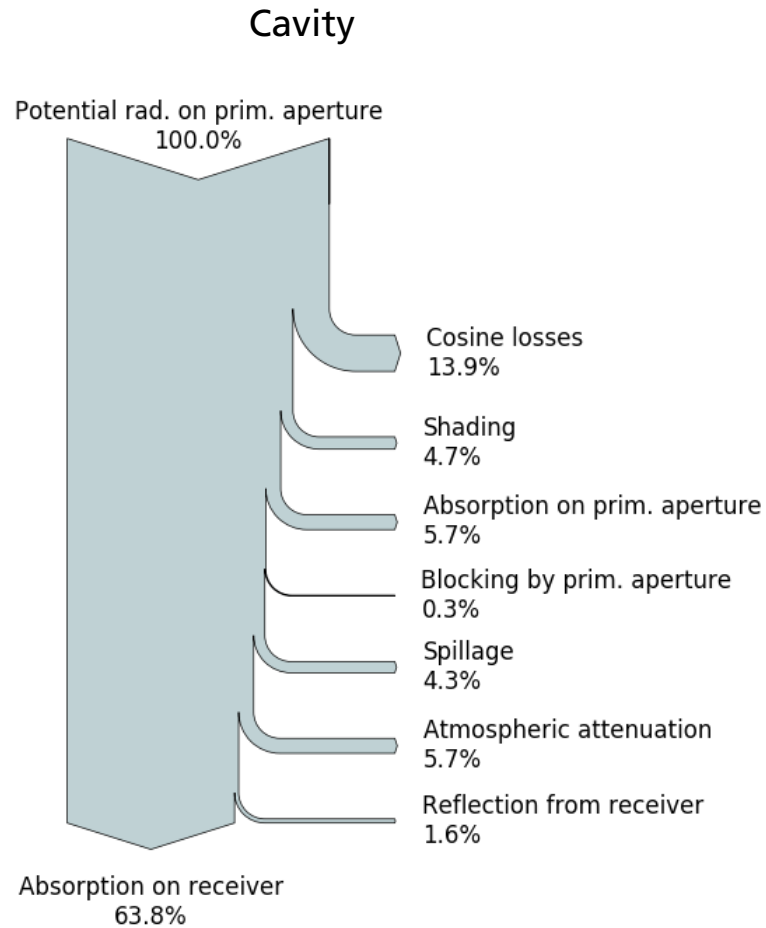 Cavity
Potential rad. on prim. aperture
100.0%
Cosine losses
13.9%
Shading
4.7%
Absorption on prim. aperture
5.7%
Blocking by prim. aperture
0.3%
Spillage
4.3%
Atmospheric attenuation
5.7%
Reflection from receiver
1.6%
Absorption on receiver
63.8%